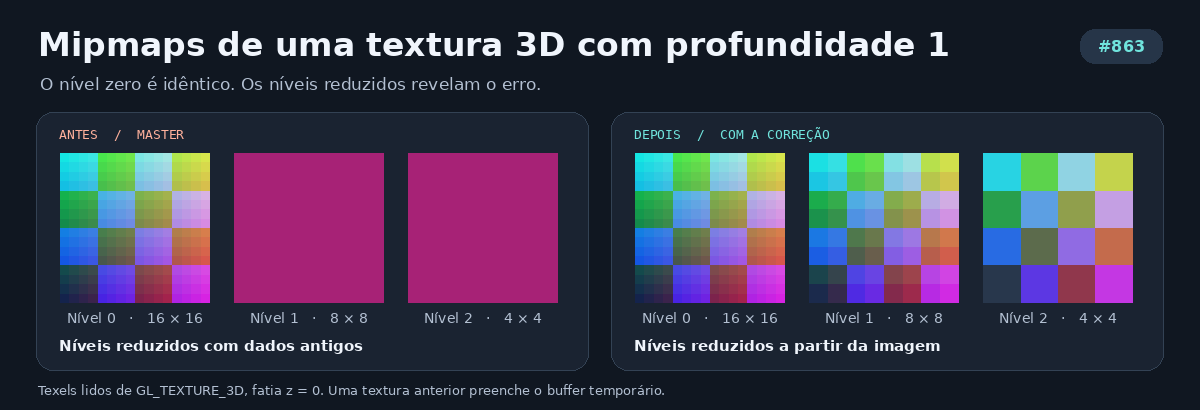 Mipmaps de uma textura 3D com profundidade 1
#863
O nível zero é idêntico. Os níveis reduzidos revelam o erro.
ANTES / MASTER
Nível 0 · 16 × 16
Nível 1 · 8 × 8
Nível 2 · 4 × 4
Níveis reduzidos com dados antigos
DEPOIS / COM A CORREÇÃO
Nível 0 · 16 × 16
Nível 1 · 8 × 8
Nível 2 · 4 × 4
Níveis reduzidos a partir da imagem
Texels lidos de GL_TEXTURE_3D, fatia z = 0. Uma textura anterior preenche o buffer temporário.